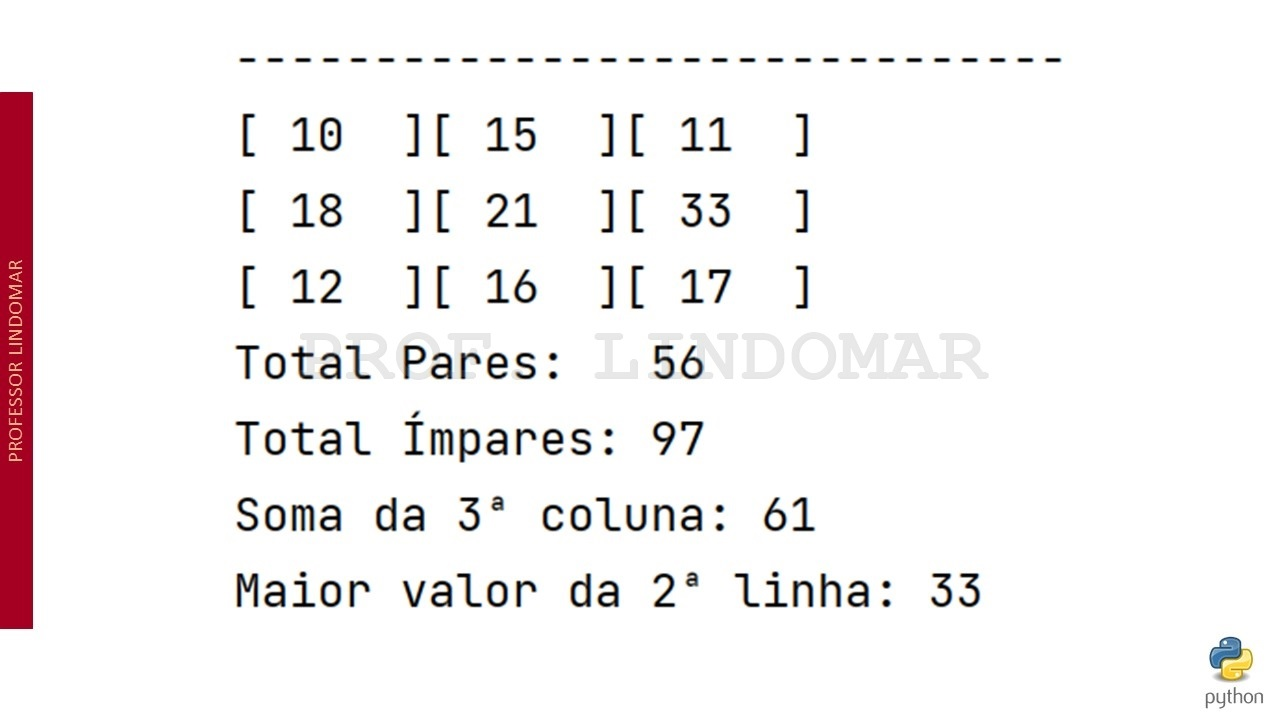 ------------------------------
[ 10 ][ 15 ][ 11 ]
[ 18 ][ 21 ][ 33 ]
[ 12 ][ 16 ][ 17 ]
Total Pares: 56
Total Ímpares: 97
Soma da 3ª coluna: 61
Maior valor da 2ª linha: 33
PROF. LINDOMAR
PROFESSOR LINDOMAR
python